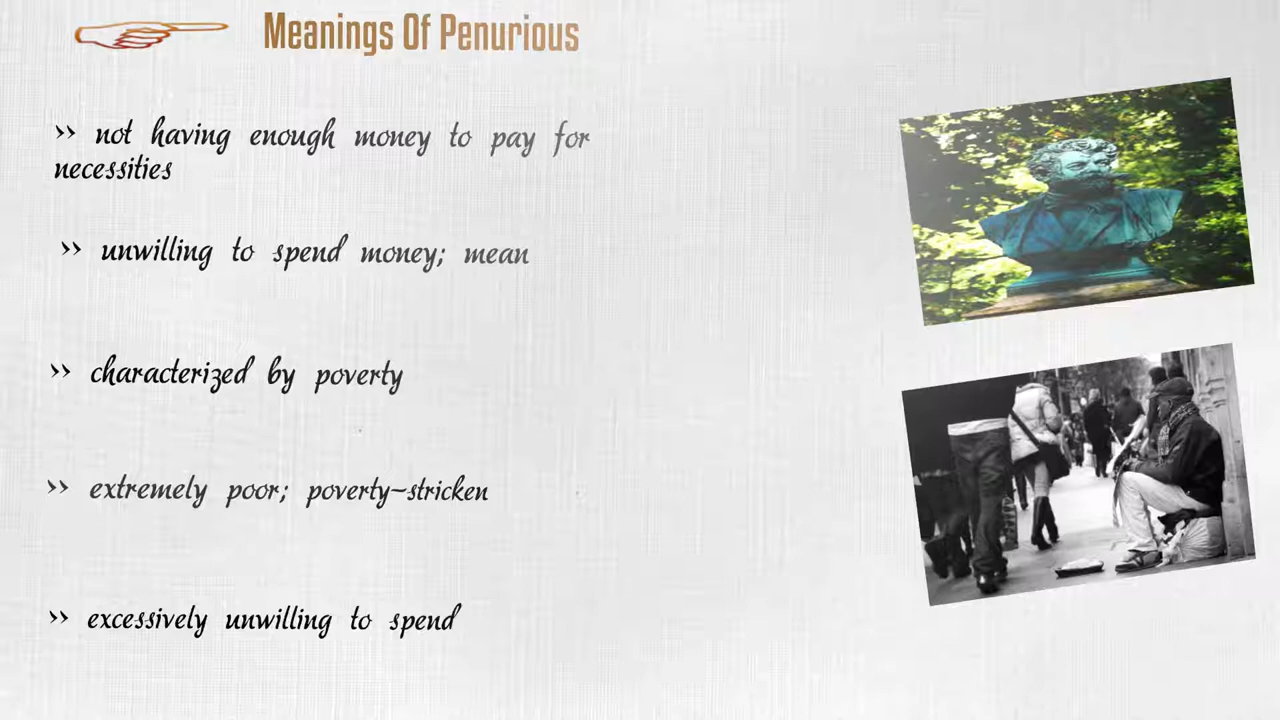 Meanings Of Penurious
>> not having enough money to pay for
necessities
>> unwilling to spend money; mean
>> characterized by poverty
>> extremely poor; poverty-stricken
>> excessively unwilling to spend